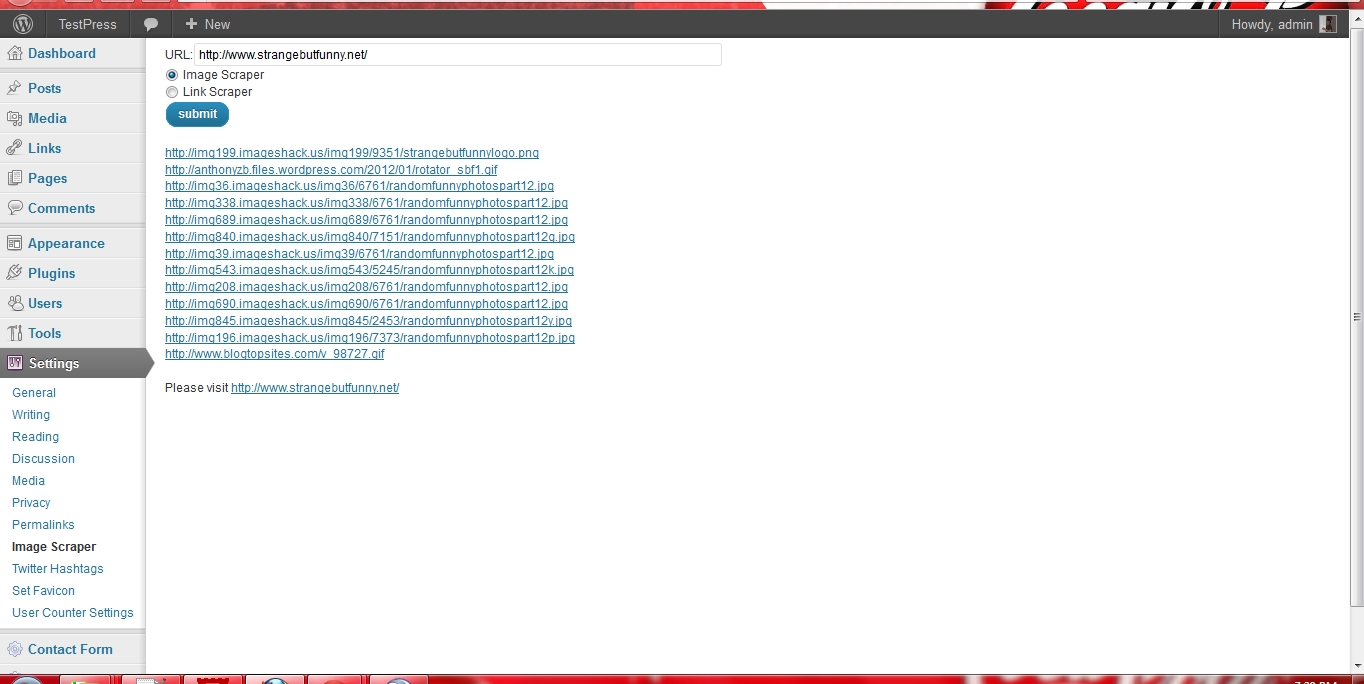 TestPress
New
Howdy, admin
Dashboard
Posts
Media
Links
Pages
Comments
Appearance
Plugins
Users
Tools
Settings
General
Writing
Reading
Discussion
Media
Privacy
Permalinks
Image Scraper
Twitter Hashtags
Set Favicon
User Counter Settings
Contact Form
URL: http://www.strangebutfunny.net/
Image Scraper
Link Scraper
submit
http://img199.imageshack.us/img199/9351/strangebutfunnylogo.png
http://anthonyzb.files.wordpress.com/2012/01/rotator_sbf1.gif
http://img36.imageshack.us/img36/6761/randomfunnyphotospart12.jpg
http://img338.imageshack.us/img338/6761/randomfunnyphotospart12.jpg
http://img689.imageshack.us/img689/6761/randomfunnyphotospart12.jpg
http://img840.imageshack.us/img840/7151/randomfunnyphotospart12g.jpg
http://img39.imageshack.us/img39/6761/randomfunnyphotospart12.jpg
http://img543.imageshack.us/img543/5245/randomfunnyphotospart12k.jpg
http://img208.imageshack.us/img208/6761/randomfunnyphotospart12.jpg
http://img690.imageshack.us/img690/6761/randomfunnyphotospart12.jpg
http://img845.imageshack.us/img845/2453/randomfunnyphotospart12y.jpg
http://img196.imageshack.us/img196/7373/randomfunnyphotospart12p.jpg
http://www.blogtopsites.com/v_98727.gif
Please visit http://www.strangebutfunny.net/